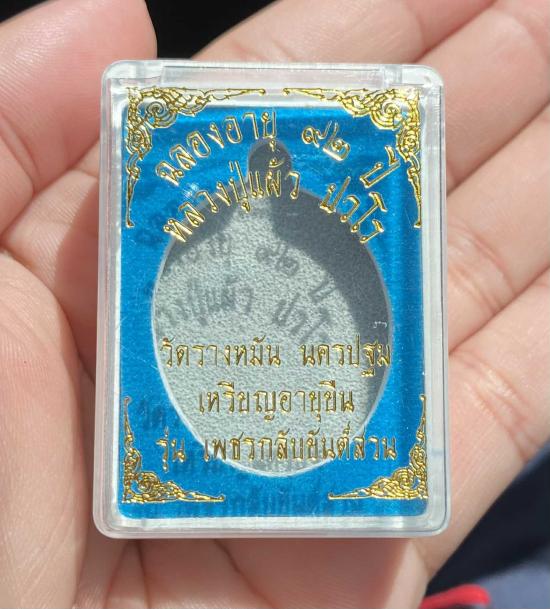 ฉลองอายุ ๙๒ ปี
หลวงปู่แผ้ว ปวโร
วัดรางหมัน นครปฐม
เหรียญอายุยืน
รุ่น เพชรกลับยันต์สวน